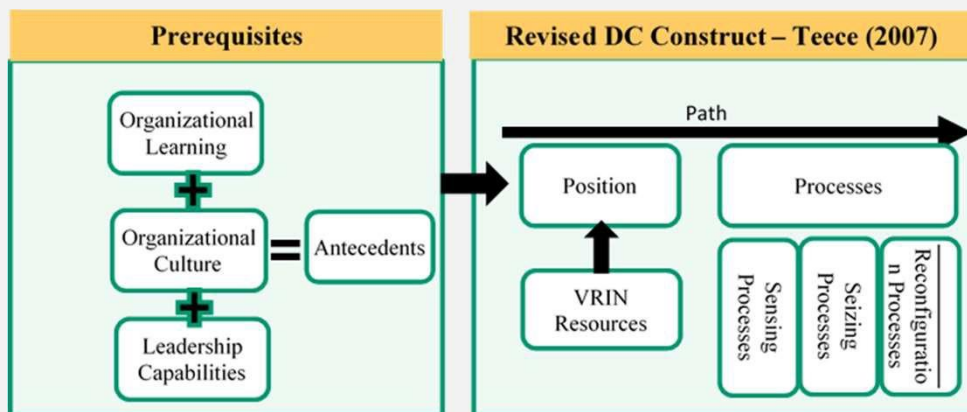 Prerequisites
Organizational
Learning
+
Organizational
Culture
=
Antecedents
+
Leadership
Capabilities
Revised DC Construct – Teece (2007)
Path
Position
Processes
VRIN
Resources
Sensing
Processes
Seizing
Processes
Reconfiguratio
n Processes